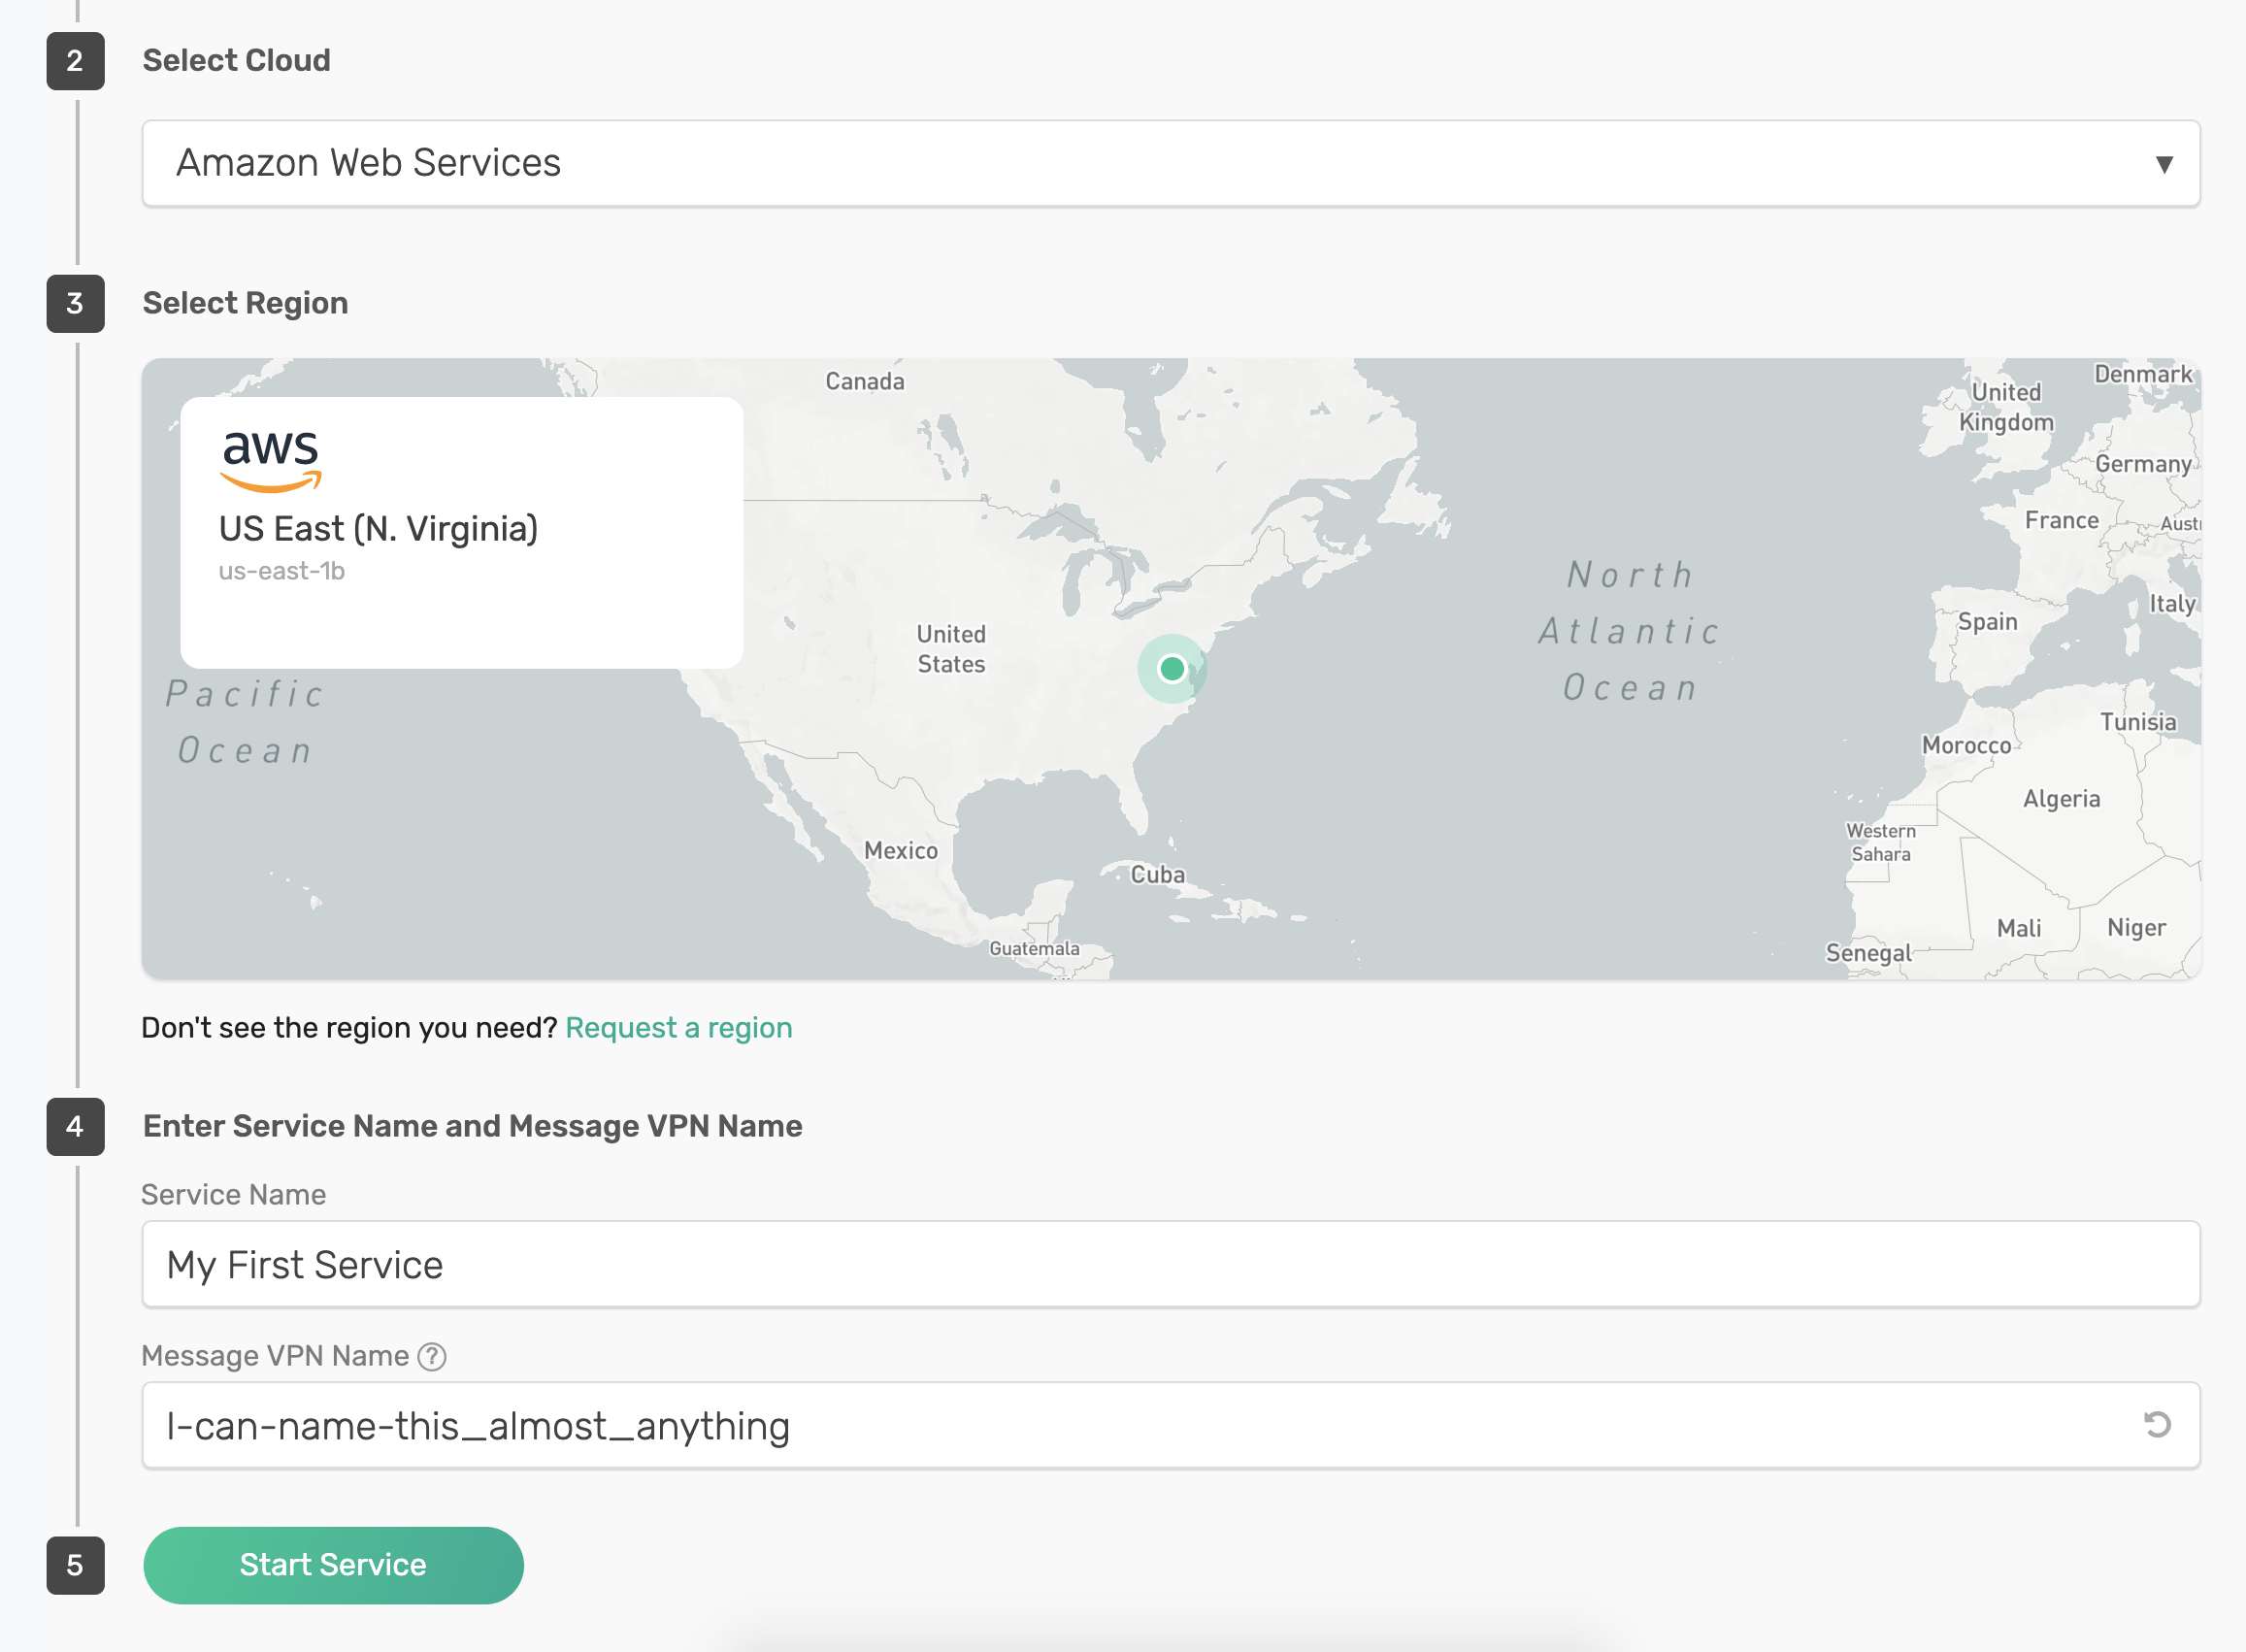 2
Select Cloud
Amazon Web Services
3
Select Region
aws
US East (N. Virginia)
us-east-1b
Canada
United
States
Mexico
Cuba
Guatemala
Pacific
Ocean
North
Atlantic
Ocean
United
Kingdom
Denmark
Germany
France
Spain
Italy
Tunisia
Morocco
Algeria
Western
Sahara
Mali
Niger
Senegal
Don't see the region you need? Request a region
4
Enter Service Name and Message VPN Name
Service Name
My First Service
Message VPN Name ?
I-can-name-this_almost_anything
5
Start Service